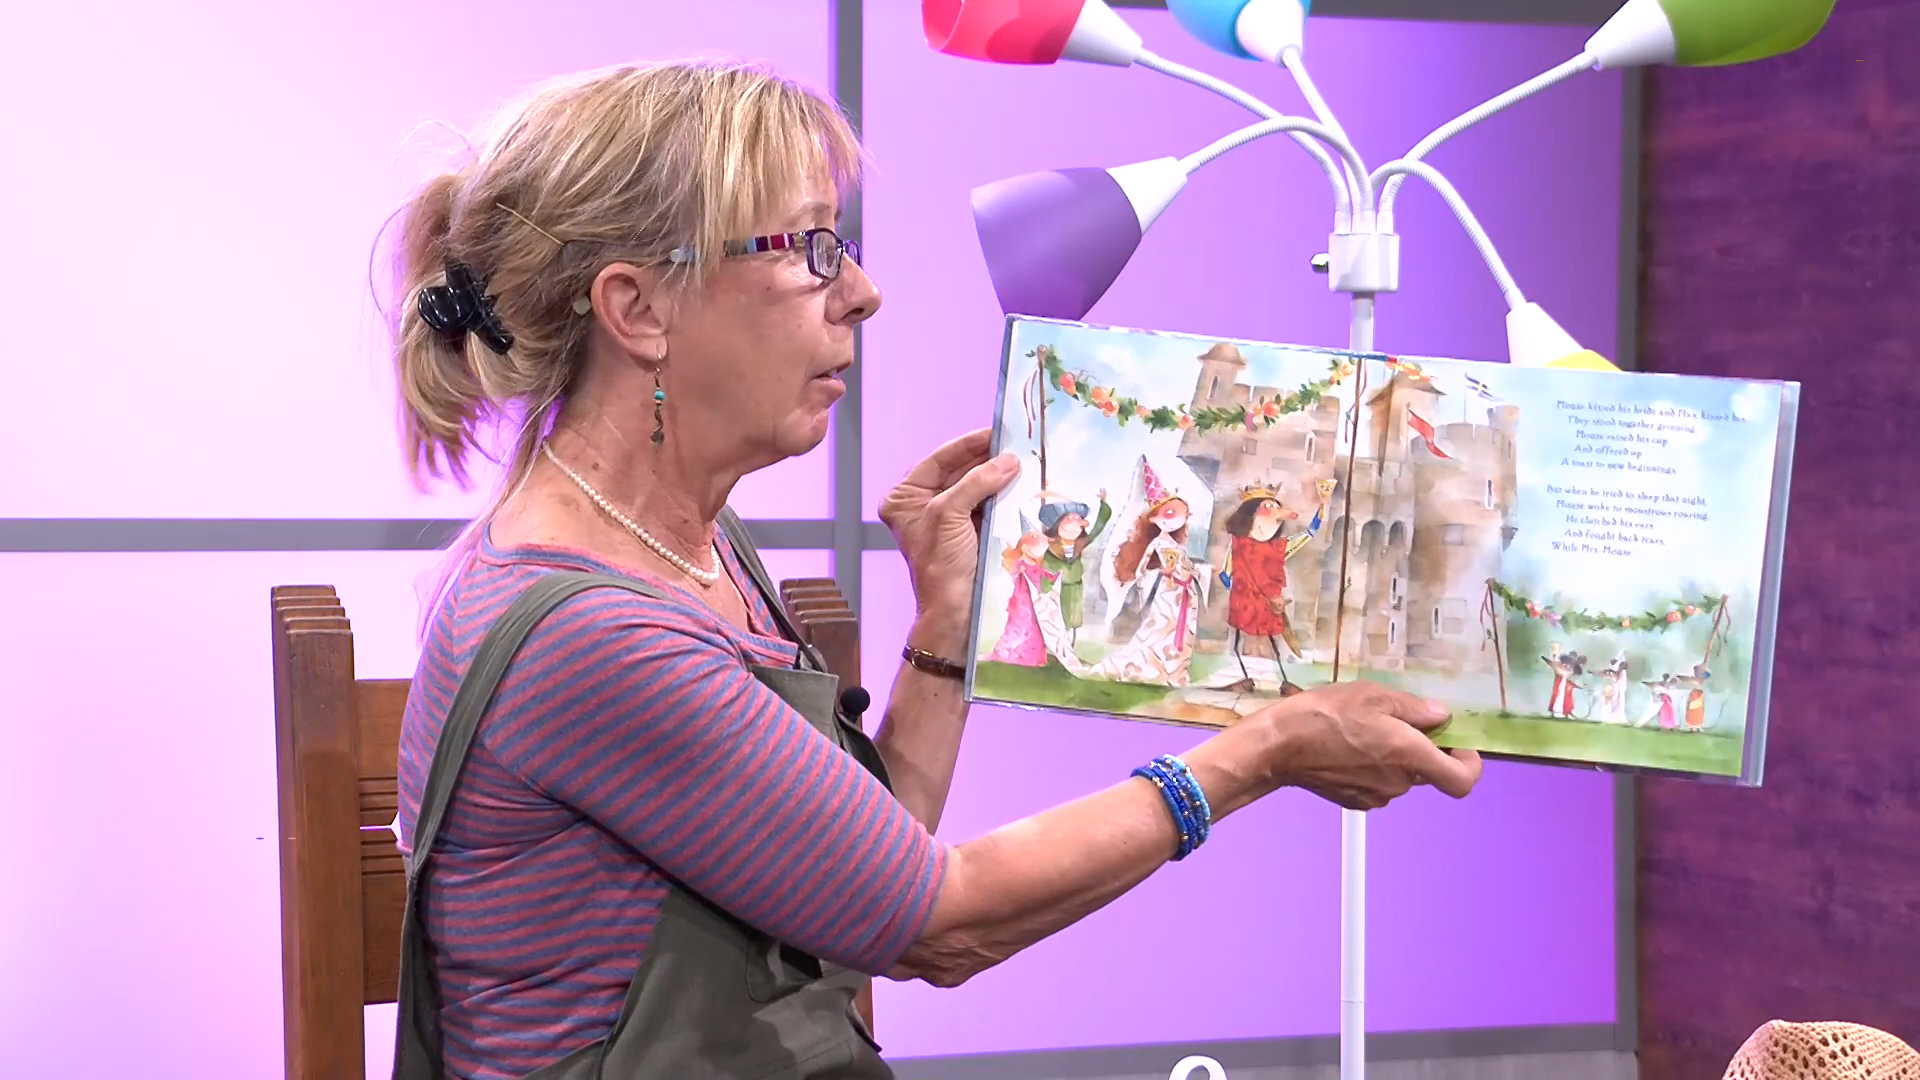 Mouse kissed his bride and Max kissed his.
They stood together grinning.
Mouse raised his cup
And offered up
A toast to new beginnings.
But when he tried to sleep that night,
Mouse woke to monstrous roaring.
He clutched his ears
And fought back tears,
While Mrs. Mouse